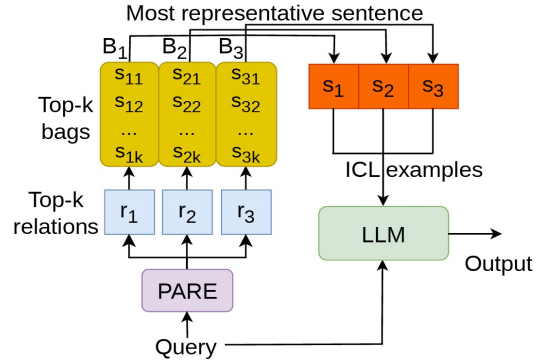 Most representative sentence
B1 B2 B3
Top-k bags
s11 s21 s31
s12 s22 s32
... ... ...
s1k s2k s3k
s1 s2 s3
ICL examples
Top-k relations
r1 r2 r3
LLM
Output
PARE
Query